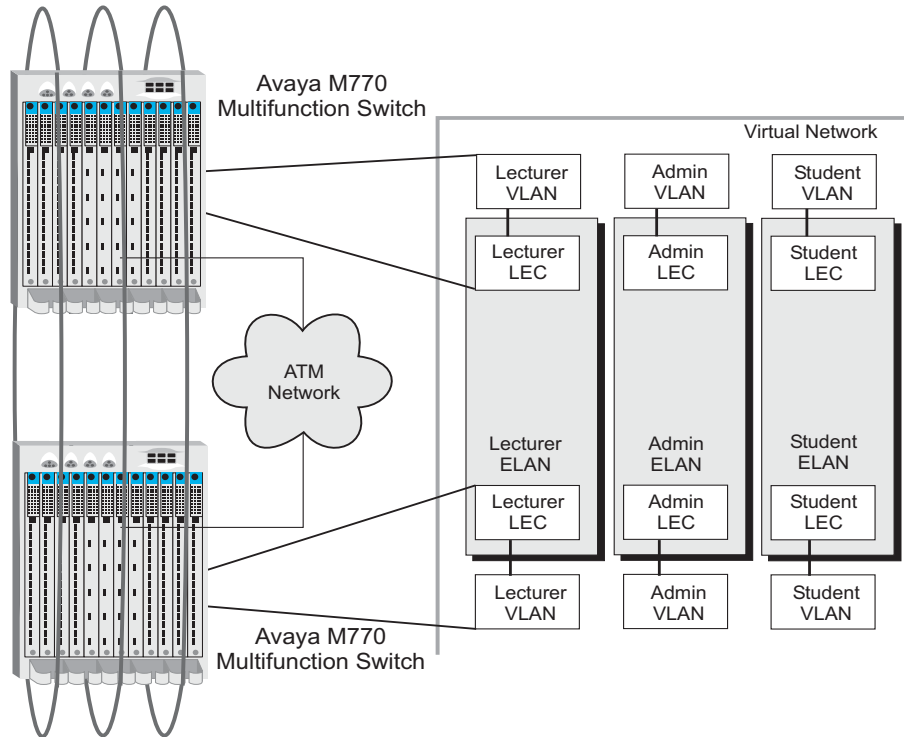 Avaya M770
Multifunction Switch
Virtual Network
Lecturer
VLAN
Admin
VLAN
Student
VLAN
Lecturer
LEC
Admin
LEC
Student
LEC
ATM
Network
Lecturer
ELAN
Admin
ELAN
Student
ELAN
Lecturer
LEC
Admin
LEC
Student
LEC
Lecturer
VLAN
Admin
VLAN
Student
VLAN
Avaya M770
Multifunction Switch